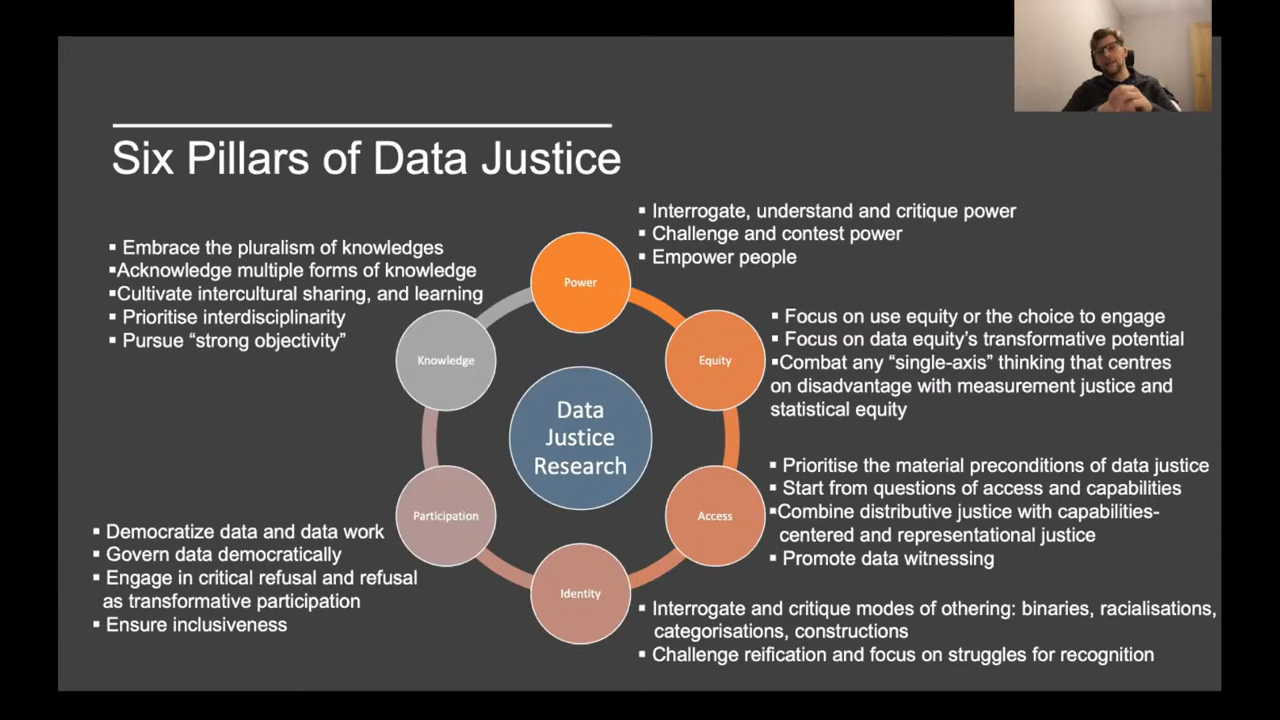 Six Pillars of Data Justice
▪ Interrogate, understand and critique power
▪ Challenge and contest power
▪ Empower people
▪ Embrace the pluralism of knowledges
▪Acknowledge multiple forms of knowledge
▪Cultivate intercultural sharing, and learning
▪ Prioritise interdisciplinarity
▪ Pursue “strong objectivity”
Power
▪ Focus on use equity or the choice to engage
▪ Focus on data equity’s transformative potential
▪Combat any “single-axis” thinking that centres
on disadvantage with measurement justice and
statistical equity
Knowledge
Equity
Data
Justice
Research
▪ Prioritise the material preconditions of data justice
▪ Start from questions of access and capabilities
▪Combine distributive justice with capabilities-
centered and representational justice
▪ Promote data witnessing
Participation
Access
▪ Democratize data and data work
▪ Govern data democratically
▪ Engage in critical refusal and refusal
as transformative participation
▪ Ensure inclusiveness
Identity
▪ Interrogate and critique modes of othering: binaries, racialisations,
categorisations, constructions
▪ Challenge reification and focus on struggles for recognition